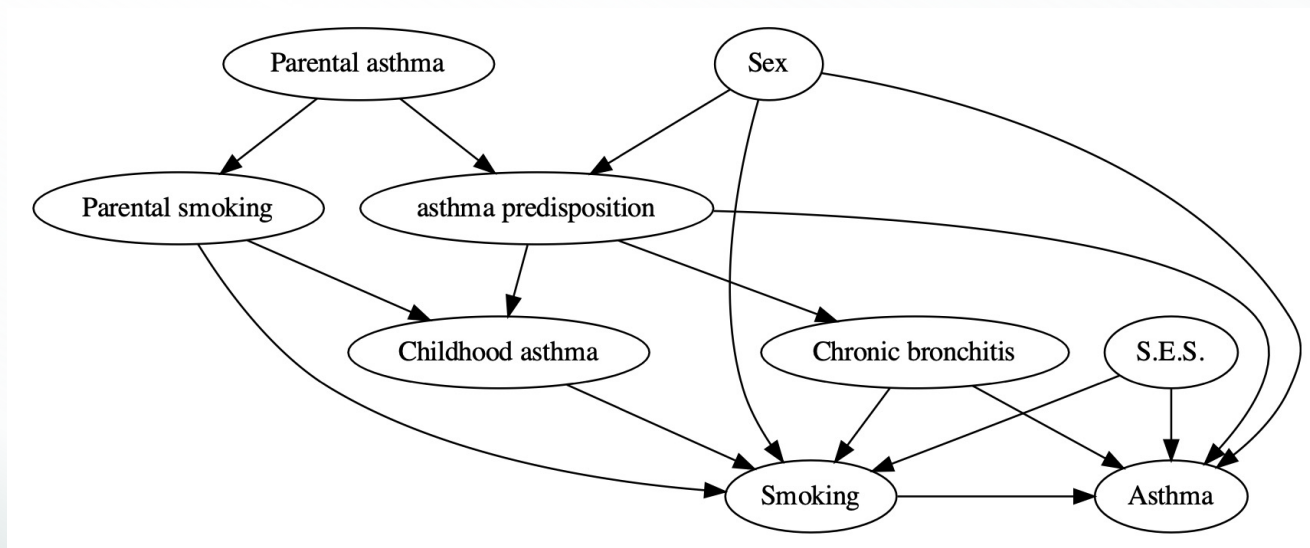 Parental asthma
Sex
Parental smoking
asthma predisposition
Childhood asthma
Chronic bronchitis
S.E.S.
Smoking
Asthma